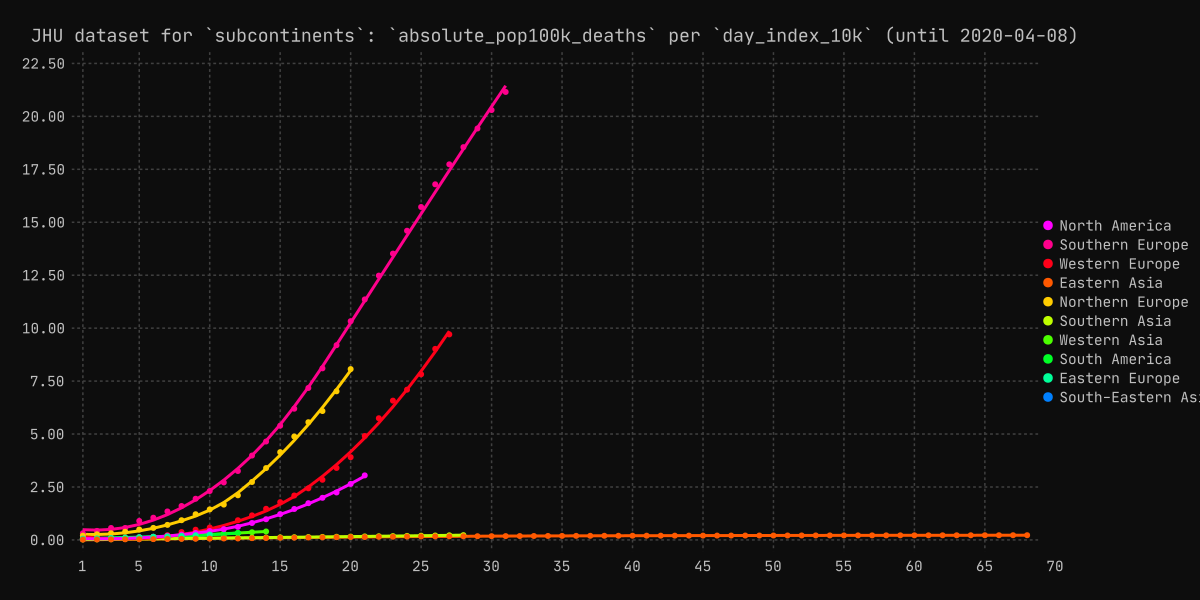 JHU dataset for `subcontinents`: `absolute_pop100k_deaths` per `day_index_10k` (until 2020-04-08)
22.50
20.00
17.50
15.00
12.50
10.00
7.50
5.00
2.50
0.00
1 5 10 15 20 25 30 35 40 45 50 55 60 65 70
North America
Southern Europe
Western Europe
Eastern Asia
Northern Europe
Southern Asia
Western Asia
South America
Eastern Europe
South-Eastern